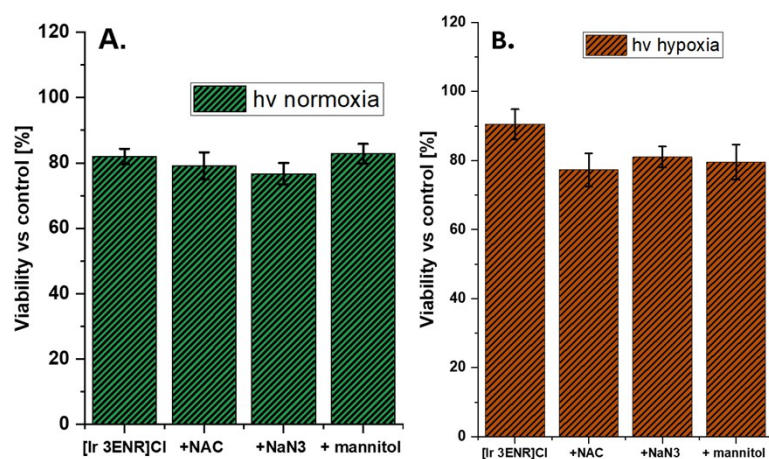 A.
hv normoxia
Viability vs control [%]
120
100
80
60
40
20
0
[Ir 3ENR]Cl +NAC +NaN3 + mannitol
B.
hv hypoxia
Viability vs control [%]
120
100
80
60
40
20
0
[Ir 3ENR]Cl +NAC +NaN3 + mannitol